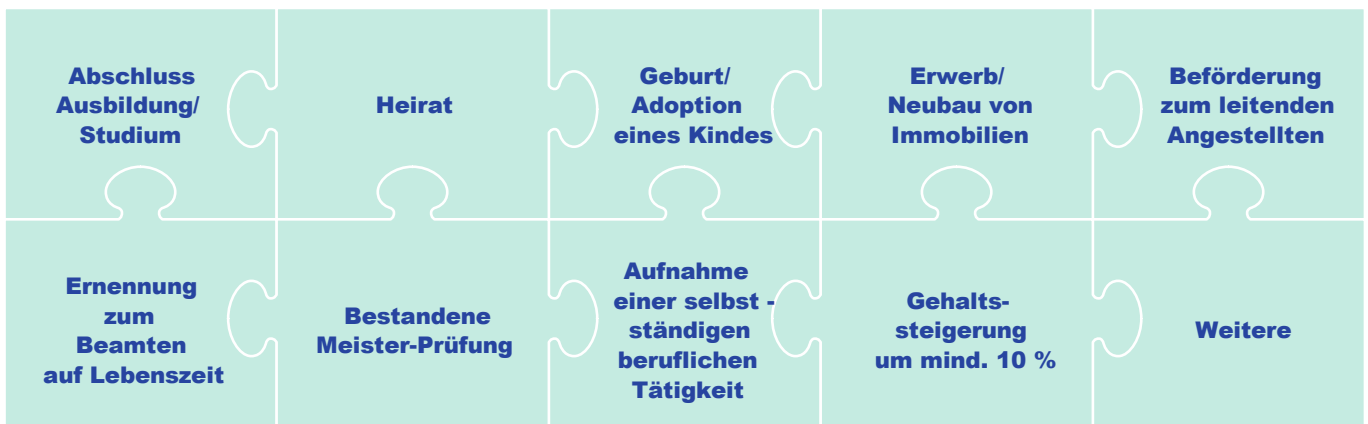 Abschluss
Ausbildung/
Studium
Heirat
Geburt/
Adoption
eines Kindes
Erwerb/
Neubau von
Immobilien
Beförderung
zum leitenden
Angestellten
Ernennung
zum
Beamten
auf Lebenszeit
Bestandene
Meister-Prüfung
Aufnahme
einer selbst -
ständigen
beruflichen
Tätigkeit
Gehalts-
steigerung
um mind. 10 %
Weitere